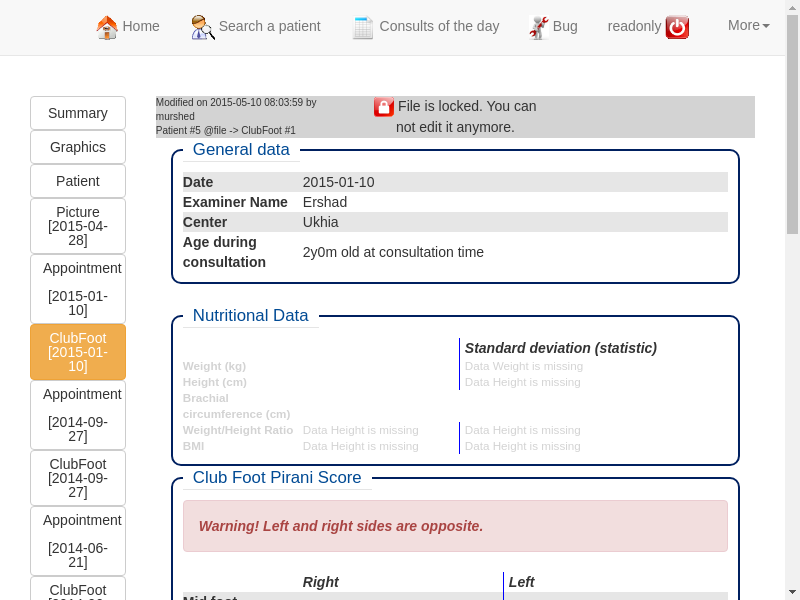 Home Search a patient Consults of the day Bug readonly More
Summary
Graphics
Patient
Picture
[2015-04-
28]
Appointment
[2015-01-
10]
ClubFoot
[2015-01-
10]
Appointment
[2014-09-
27]
ClubFoot
[2014-09-
27]
Appointment
[2014-06-
21]
ClubFoot
Modified on 2015-05-10 08:03:59 by
murshed
Patient #5 @file -> ClubFoot #1
File is locked. You can
not edit it anymore.
General data
Date 2015-01-10
Examiner Name Ershad
Center Ukhia
Age during
consultation 2y0m old at consultation time
Nutritional Data
Standard deviation (statistic)
Weight (kg) Data Weight is missing
Height (cm) Data Height is missing
Brachial
circumference (cm)
Weight/Height Ratio Data Height is missing Data Height is missing
BMI Data Height is missing Data Height is missing
Club Foot Pirani Score
Warning! Left and right sides are opposite.
Right Left
Mid foot